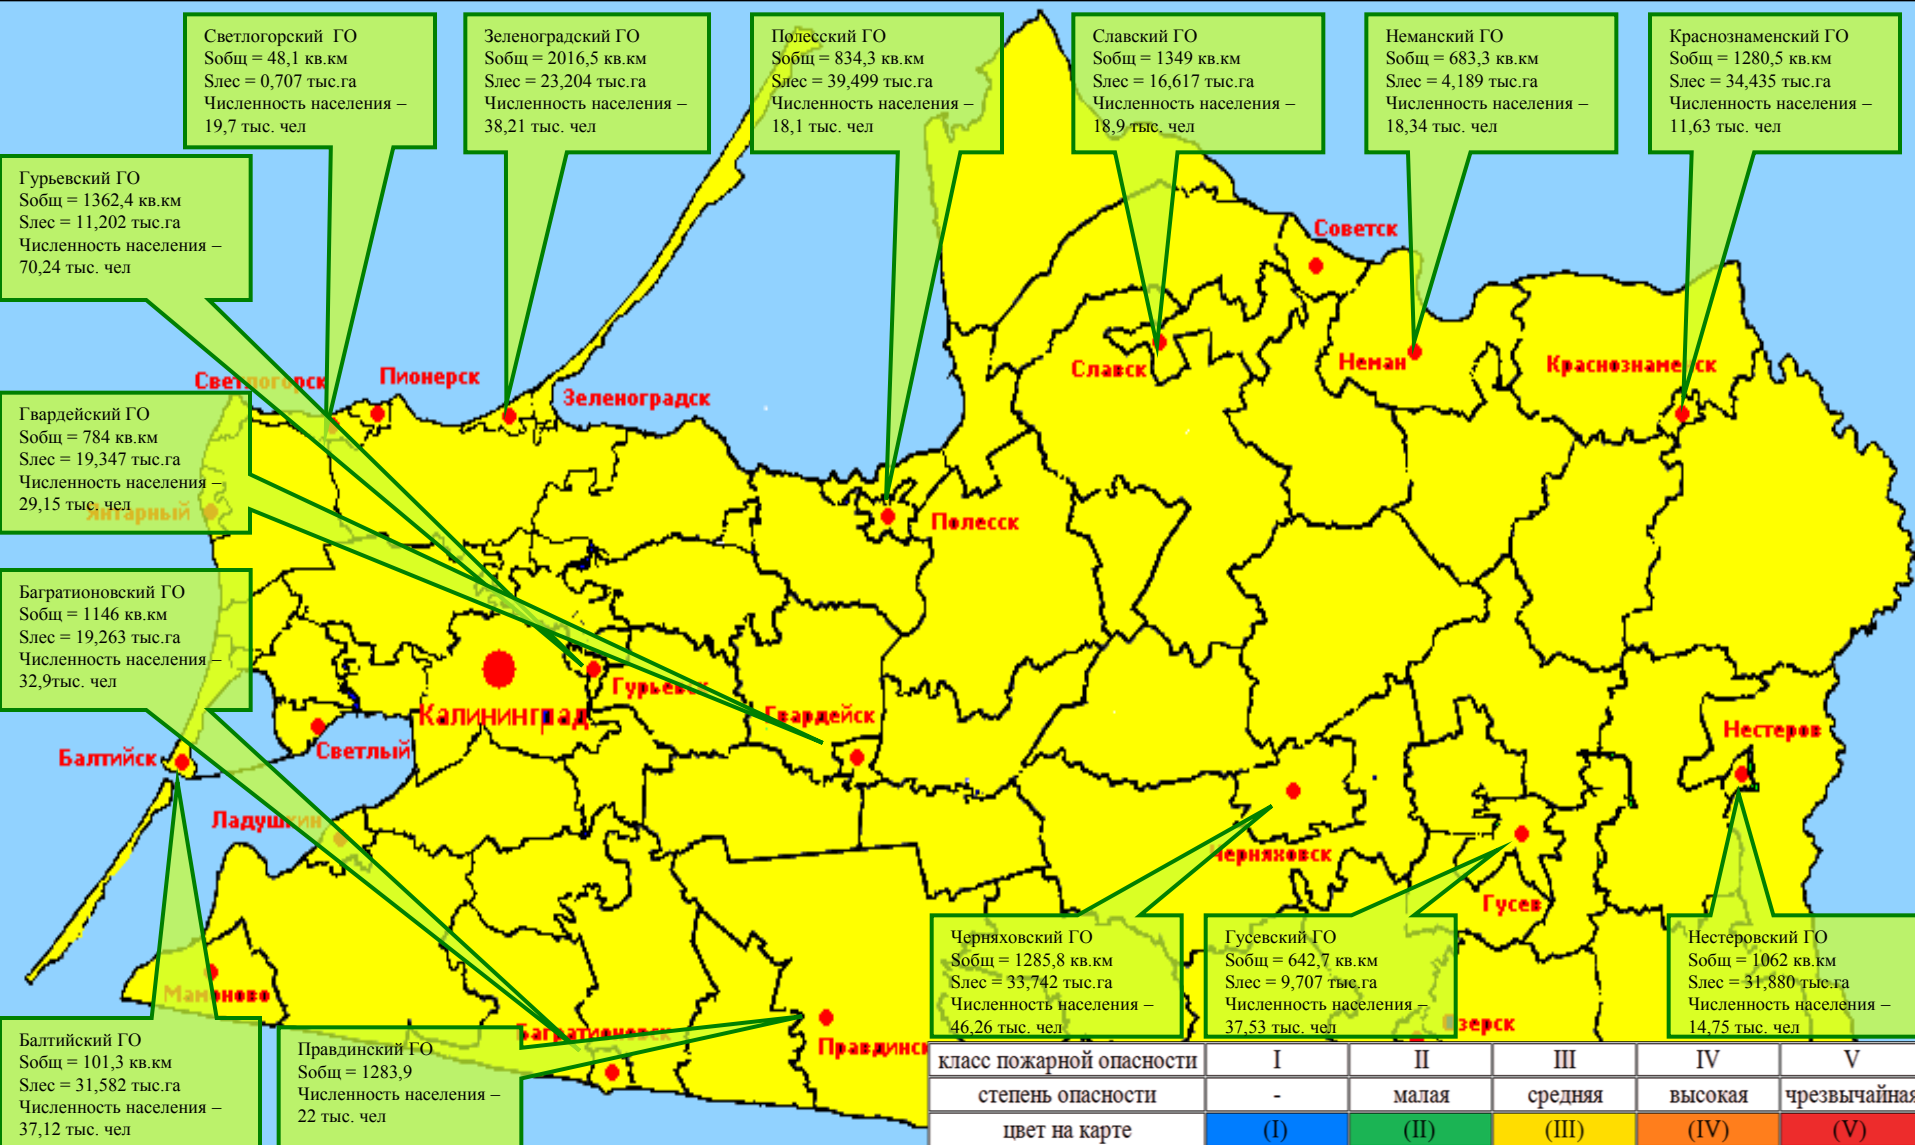 Светлогорский ГО
Sобщ = 48,1 кв.км
Sлес = 0,707 тыс.га
Численность населения –
19,7 тыс. чел
Зеленоградский ГО
Sобщ = 2016,5 кв.км
Sлес = 23,204 тыс.га
Численность населения –
38,21 тыс. чел
Полесский ГО
Sобщ = 834,3 кв.км
Sлес = 39,499 тыс.га
Численность населения –
18,1 тыс. чел
Славский ГО
Sобщ = 1349 кв.км
Sлес = 16,617 тыс.га
Численность населения –
18,9 тыс. чел
Неманский ГО
Sобщ = 683,3 кв.км
Sлес = 4,189 тыс.га
Численность населения –
18,34 тыс. чел
Краснознаменский ГО
Sобщ = 1280,5 кв.км
Sлес = 34,435 тыс.га
Численность населения –
11,63 тыс. чел
Гурьевский ГО
Sобщ = 1362,4 кв.км
Sлес = 11,202 тыс.га
Численность населения –
70,24 тыс. чел
Советск
Славск
Неман
Краснознаменск
Светлогорск
Пионерск
Зеленоградск
Гвардейский ГО
Sобщ = 784 кв.км
Sлес = 19,347 тыс.га
Численность населения –
29,15 тыс. чел
Янтарный
Полесск
Багратионовский ГО
Sобщ = 1146 кв.км
Sлес = 19,263 тыс.га
Численность населения –
32,9тыс. чел
Гурьевск
Калининград
Гвардейск
Нестеров
Светлый
Балтийск
Ладушкин
Черняховск
Гусев
Мамоново
Багратионовск
Правдинск
зерск
Черняховский ГО
Sобщ = 1285,8 кв.км
Sлес = 33,742 тыс.га
Численность населения –
46,26 тыс. чел
Гусевский ГО
Sобщ = 642,7 кв.км
Sлес = 9,707 тыс.га
Численность населения –
37,53 тыс. чел
Нестеровский ГО
Sобщ = 1062 кв.км
Sлес = 31,880 тыс.га
Численность населения –
14,75 тыс. чел
Балтийский ГО
Sобщ = 101,3 кв.км
Sлес = 31,582 тыс.га
Численность населения –
37,12 тыс. чел
Правдинский ГО
Sобщ = 1283,9
Численность населения –
22 тыс. чел
класс пожарной опасности I II III IV V
степень опасности - малая средняя высокая чрезвычайная
цвет на карте (I) (II) (III) (IV) (V)